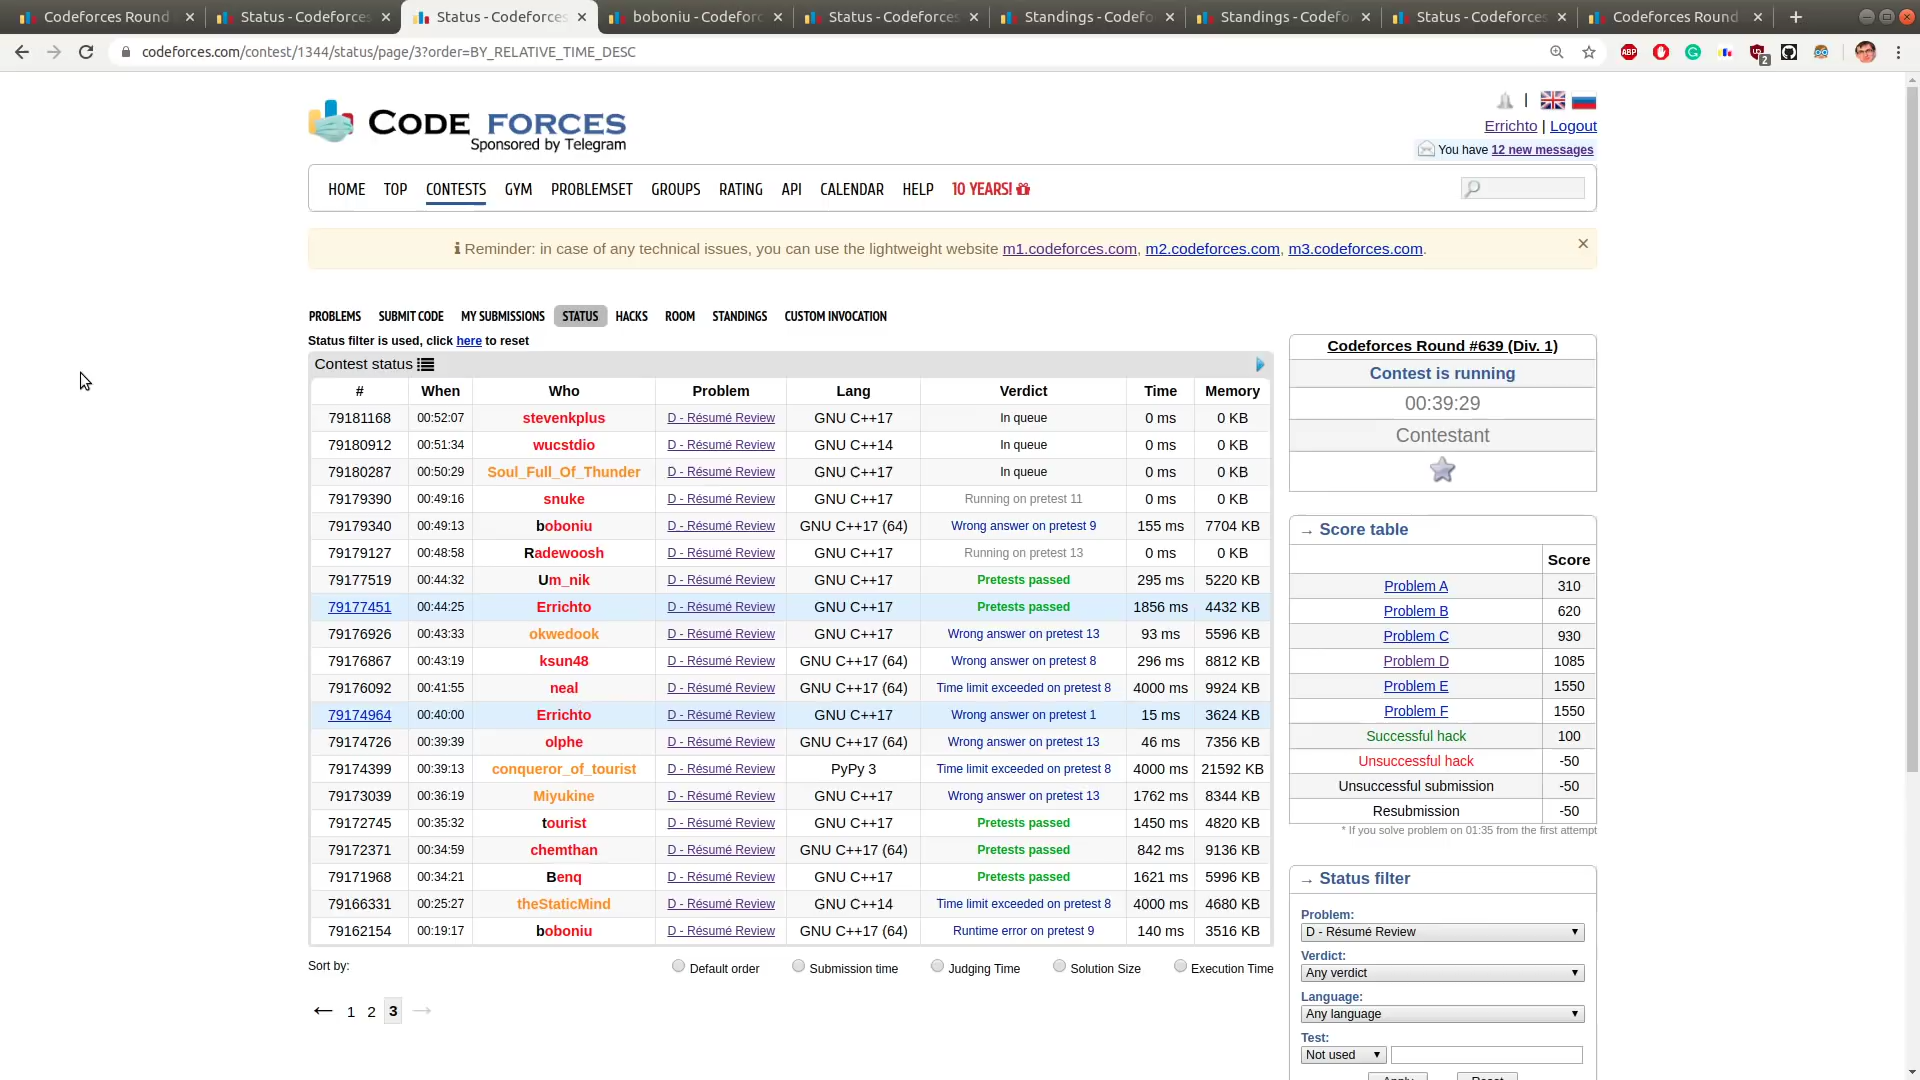 Codeforces Round
Status - Codeforces
Status - Codeforces
boboniu - Codeforc
Status - Codeforces
Standings - Codefo
Standings - Codefo
Status - Codeforces
Codeforces Round
codeforces.com/contest/1344/status/page/3?order=BY_RELATIVE_TIME_DESC
ABP
2
CODE FORCES
Sponsored by Telegram
|
Errichto | Logout
You have 12 new messages
HOME TOP CONTESTS GYM PROBLEMSET GROUPS RATING API CALENDAR HELP 10 YEARS!
Reminder: in case of any technical issues, you can use the lightweight website m1.codeforces.com, m2.codeforces.com, m3.codeforces.com.
PROBLEMS SUBMIT CODE MY SUBMISSIONS STATUS HACKS ROOM STANDINGS CUSTOM INVOCATION
Status filter is used, click here to reset
Contest status
# When Who Problem Lang Verdict Time Memory
79181168 00:52:07 stevenkplus D - Résumé Review GNU C++17 In queue 0 ms 0 KB
79180912 00:51:34 wucstdio D - Résumé Review GNU C++14 In queue 0 ms 0 KB
79180287 00:50:29 Soul_Full_Of_Thunder D - Résumé Review GNU C++17 In queue 0 ms 0 KB
79179390 00:49:16 snuke D - Résumé Review GNU C++17 Running on pretest 11 0 ms 0 KB
79179340 00:49:13 boboniu D - Résumé Review GNU C++17 (64) Wrong answer on pretest 9 155 ms 7704 KB
79179127 00:48:58 Radewoosh D - Résumé Review GNU C++17 Running on pretest 13 0 ms 0 KB
79177519 00:44:32 Um_nik D - Résumé Review GNU C++17 Pretests passed 295 ms 5220 KB
79177451 00:44:25 Errichto D - Résumé Review GNU C++17 Pretests passed 1856 ms 4432 KB
79176926 00:43:33 okwedook D - Résumé Review GNU C++17 Wrong answer on pretest 13 93 ms 5596 KB
79176867 00:43:19 ksun48 D - Résumé Review GNU C++17 (64) Wrong answer on pretest 8 296 ms 8812 KB
79176092 00:41:55 neal D - Résumé Review GNU C++17 (64) Time limit exceeded on pretest 8 4000 ms 9924 KB
79174964 00:40:00 Errichto D - Résumé Review GNU C++17 Wrong answer on pretest 1 15 ms 3624 KB
79174726 00:39:39 olphe D - Résumé Review GNU C++17 (64) Wrong answer on pretest 13 46 ms 7356 KB
79174399 00:39:13 conqueror_of_tourist D - Résumé Review PyPy 3 Time limit exceeded on pretest 8 4000 ms 21592 KB
79173039 00:36:19 Miyukine D - Résumé Review GNU C++17 Wrong answer on pretest 13 1762 ms 8344 KB
79172745 00:35:32 tourist D - Résumé Review GNU C++17 Pretests passed 1450 ms 4820 KB
79172371 00:34:59 chemthan D - Résumé Review GNU C++17 (64) Pretests passed 842 ms 9136 KB
79171968 00:34:21 Benq D - Résumé Review GNU C++17 Pretests passed 1621 ms 5996 KB
79166331 00:25:27 theStaticMind D - Résumé Review GNU C++14 Time limit exceeded on pretest 8 4000 ms 4680 KB
79162154 00:19:17 boboniu D - Résumé Review GNU C++17 (64) Runtime error on pretest 9 140 ms 3516 KB
Sort by: Default order Submission time Judging Time Solution Size Execution Time
← 1 2 3 →
Codeforces Round #639 (Div. 1)
Contest is running
00:39:29
Contestant
→ Score table
Score
Problem A 310
Problem B 620
Problem C 930
Problem D 1085
Problem E 1550
Problem F 1550
Successful hack 100
Unsuccessful hack -50
Unsuccessful submission -50
Resubmission -50
* If you solve problem on 01:35 from the first attempt
→ Status filter
Problem:
D - Résumé Review
Verdict:
Any verdict
Language:
Any language
Test:
Not used
Apply Reset